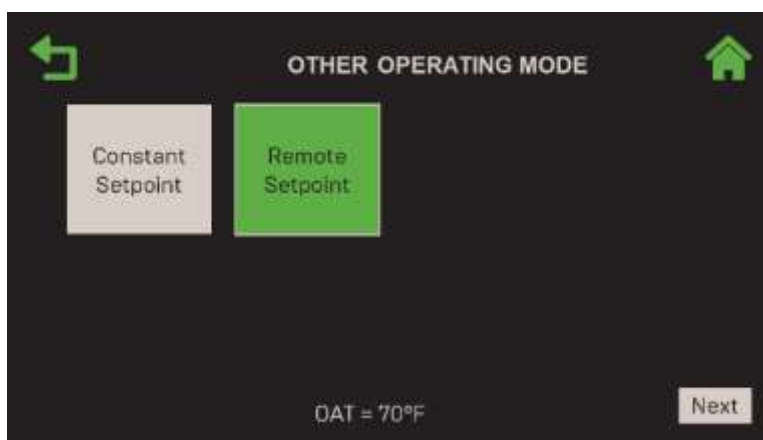 OTHER OPERATING MODE
Constant
Setpoint
Remote
Setpoint
OAT = 70°F
Next